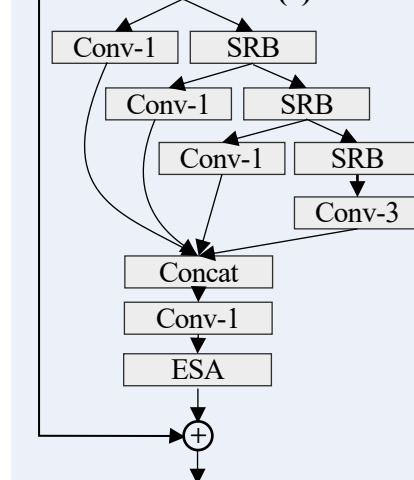 Conv-1 SRB
Conv-1 SRB
Conv-1 SRB
Conv-3
Concat
Conv-1
ESA
+